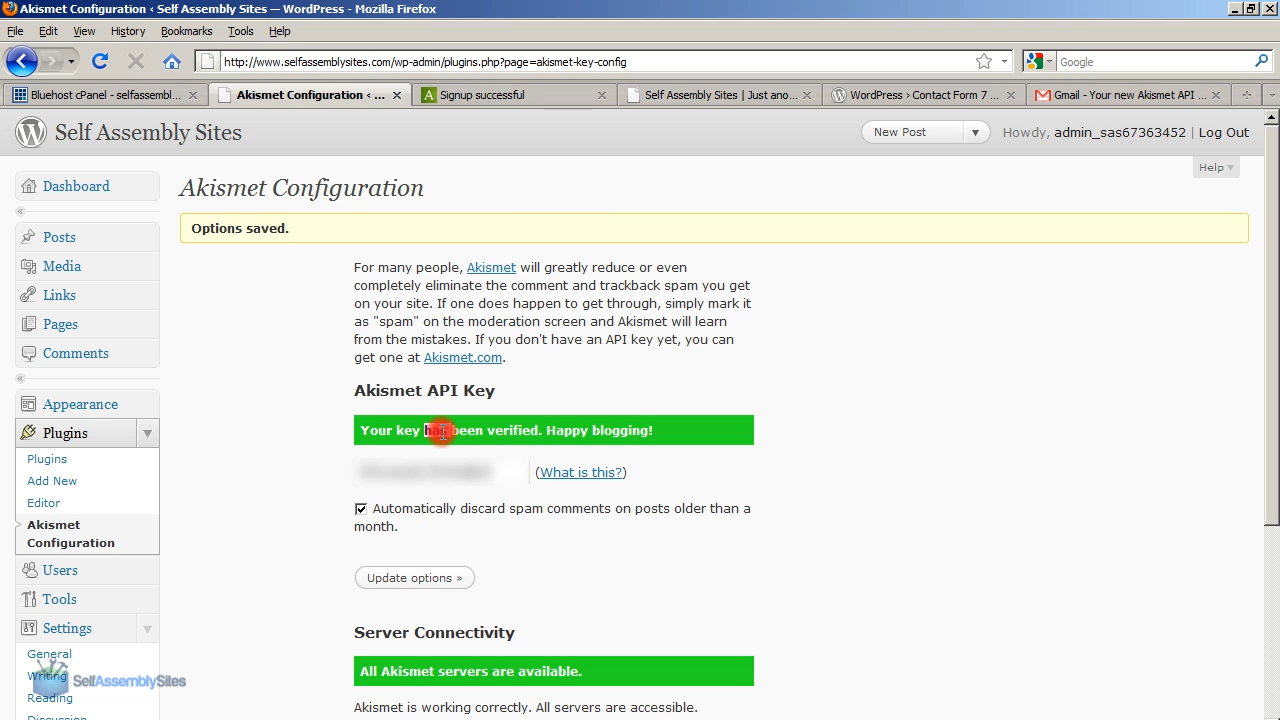 Akismet Configuration ‹ Self Assembly Sites — WordPress - Mozilla Firefox
File Edit View History Bookmarks Tools Help
http://www.selfassemblysites.com/wp-admin/plugins.php?page=akismet-key-config
Google
Bluehost cPanel - selfassembl...
Akismet Configuration ‹ ...
Signup successful
Self Assembly Sites | Just ano...
WordPress › Contact Form 7 ...
Gmail - Your new Akismet API ...
Self Assembly Sites
New Post
Howdy, admin_sas67363452 | Log Out
Help
Dashboard
Posts
Media
Links
Pages
Comments
Appearance
Plugins
Plugins
Add New
Editor
Akismet
Configuration
Users
Tools
Settings
General
Writing
Reading
Discussion
SelfAssemblySites
Akismet Configuration
Options saved.
For many people, Akismet will greatly reduce or even
completely eliminate the comment and trackback spam you get
on your site. If one does happen to get through, simply mark it
as "spam" on the moderation screen and Akismet will learn
from the mistakes. If you don't have an API key yet, you can
get one at Akismet.com.
Akismet API Key
Your key has been verified. Happy blogging!
(What is this?)
Automatically discard spam comments on posts older than a
month.
Update options »
Server Connectivity
All Akismet servers are available.
Akismet is working correctly. All servers are accessible.